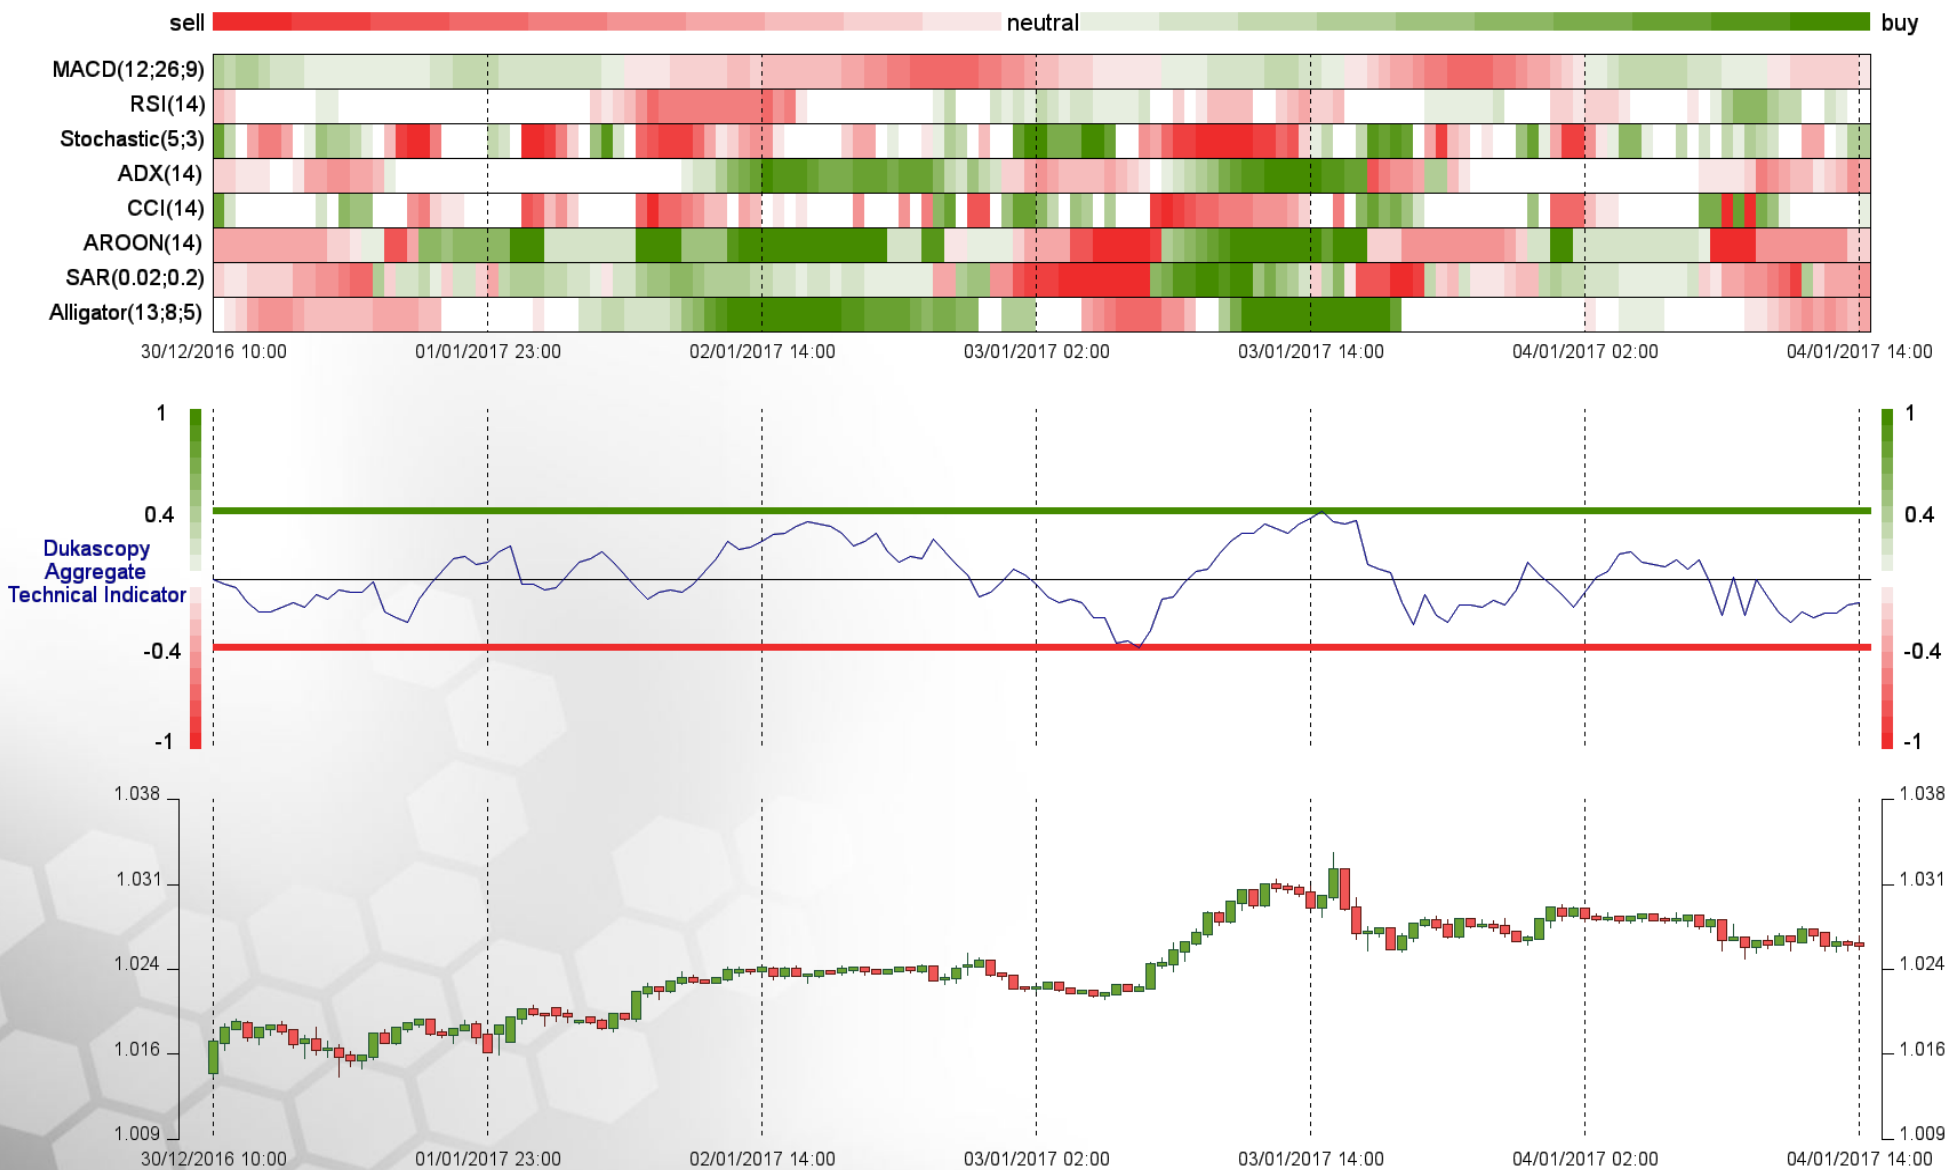 sell neutral buy
MACD(12;26;9)
RSI(14)
Stochastic(5;3)
ADX(14)
CCI(14)
AROON(14)
SAR(0.02;0.2)
Alligator(13;8;5)
30/12/2016 10:00 01/01/2017 23:00 02/01/2017 14:00 03/01/2017 02:00 03/01/2017 14:00 04/01/2017 02:00 04/01/2017 14:00
1 1
0.4 0.4
Dukascopy
Aggregate
Technical Indicator
-0.4 -0.4
-1 -1
1.038 1.038
1.031 1.031
1.024 1.024
1.016 1.016
1.009 1.009
30/12/2016 10:00 01/01/2017 23:00 02/01/2017 14:00 03/01/2017 02:00 03/01/2017 14:00 04/01/2017 02:00 04/01/2017 14:00